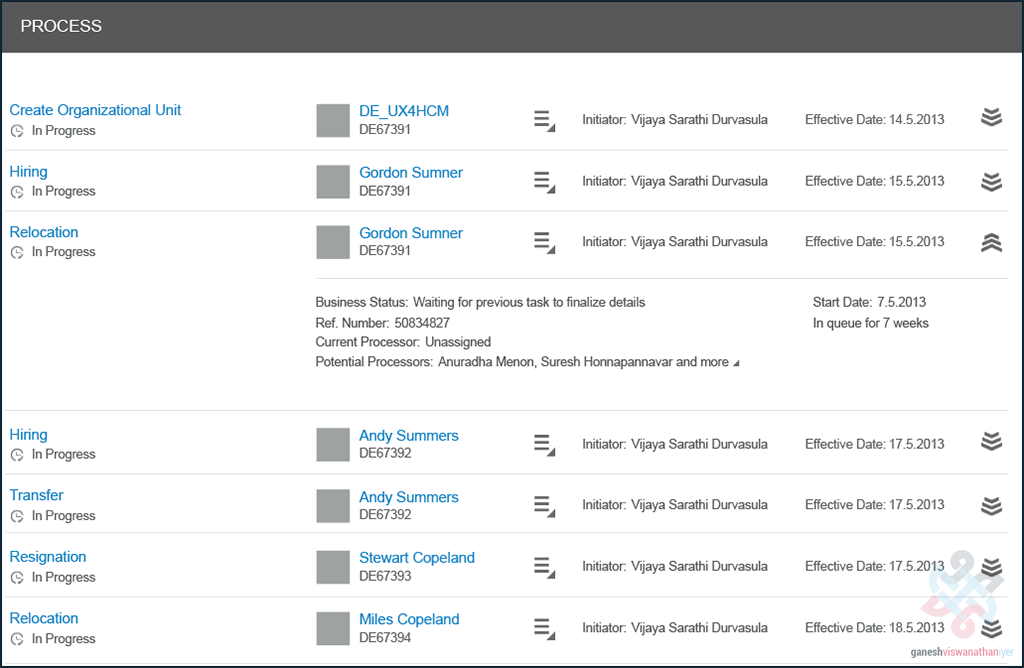 PROCESS
Create Organizational Unit
In Progress
DE_UX4HCM
DE67391
Initiator: Vijaya Sarathi Durvasula
Effective Date: 14.5.2013
Hiring
In Progress
Gordon Sumner
DE67391
Initiator: Vijaya Sarathi Durvasula
Effective Date: 15.5.2013
Relocation
In Progress
Gordon Sumner
DE67391
Initiator: Vijaya Sarathi Durvasula
Effective Date: 15.5.2013
Business Status: Waiting for previous task to finalize details
Ref. Number: 50834827
Current Processor: Unassigned
Potential Processors: Anuradha Menon, Suresh Honnapannavar and more
Start Date: 7.5.2013
In queue for 7 weeks
Hiring
In Progress
Andy Summers
DE67392
Initiator: Vijaya Sarathi Durvasula
Effective Date: 17.5.2013
Transfer
In Progress
Andy Summers
DE67392
Initiator: Vijaya Sarathi Durvasula
Effective Date: 17.5.2013
Resignation
In Progress
Stewart Copeland
DE67393
Initiator: Vijaya Sarathi Durvasula
Effective Date: 17.5.2013
Relocation
In Progress
Miles Copeland
DE67394
Initiator: Vijaya Sarathi Durvasula
Effective Date: 18.5.2013
ganeshviswanathaniyer